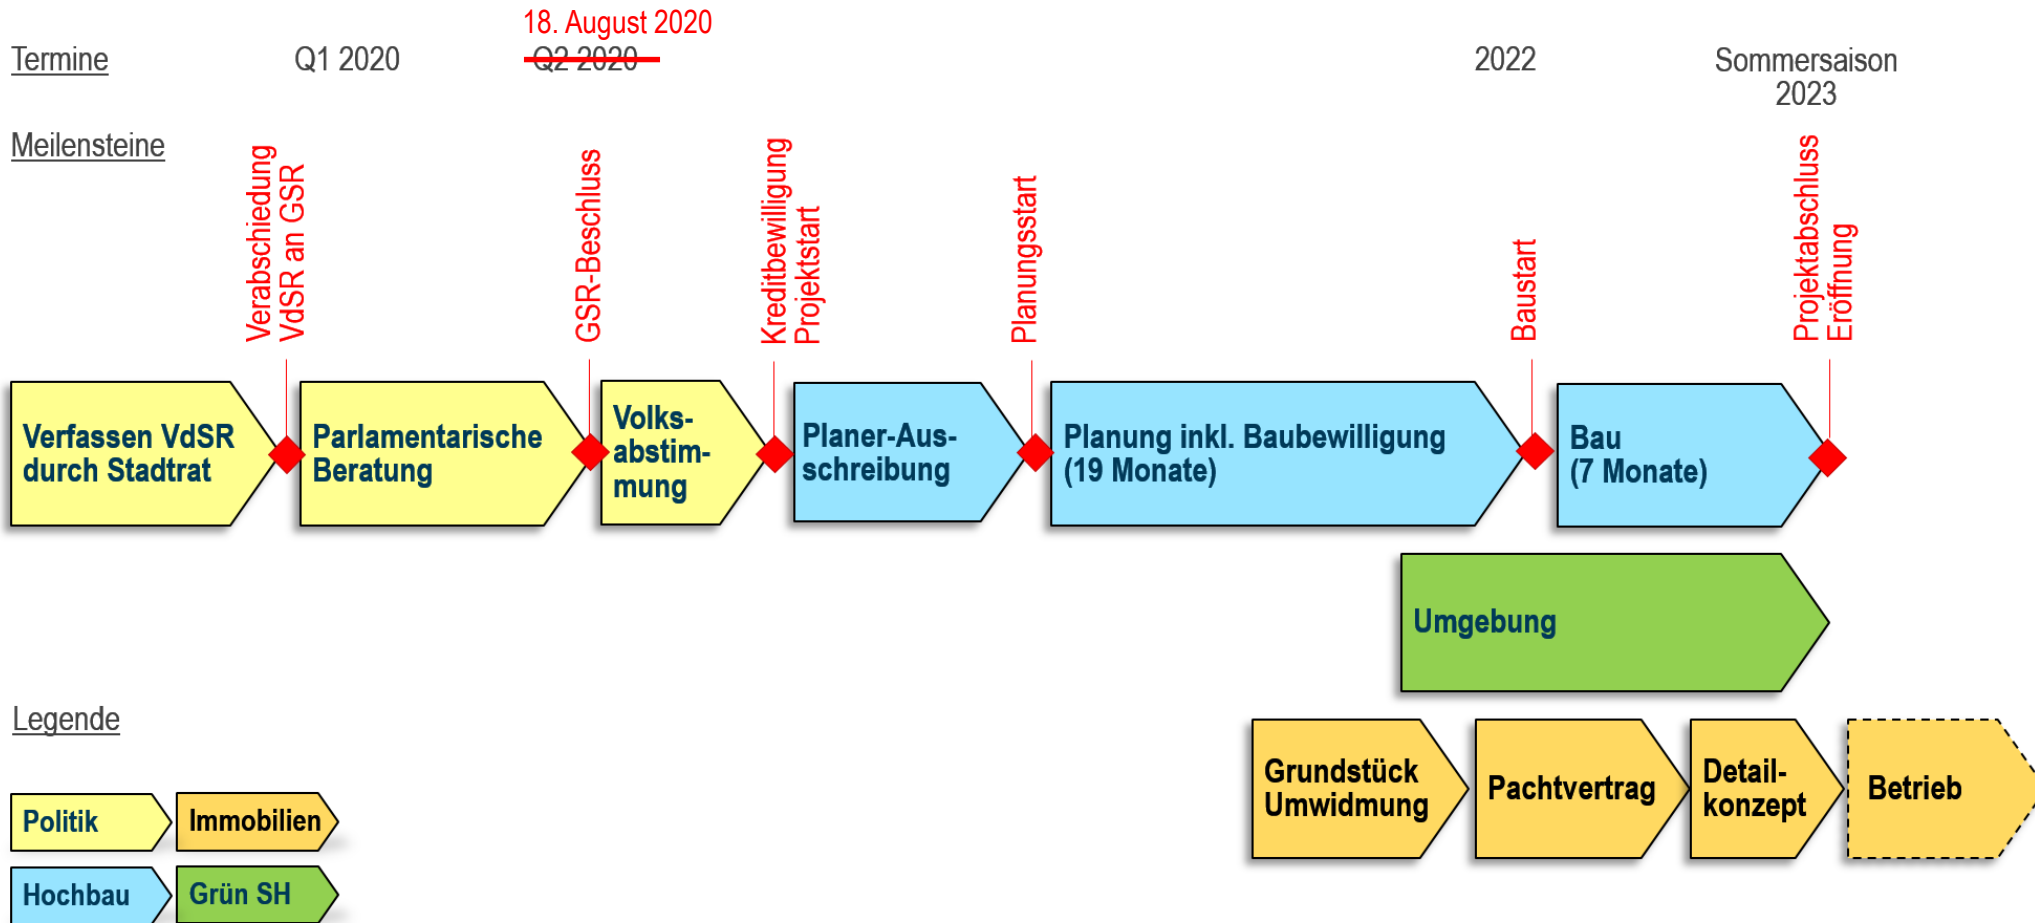 18. August 2020
Termine
Q1 2020
Q2 2020
2022
Sommersaison
2023
Meilensteine
Verabschiedung
VdSR an GSR
GSR-Beschluss
Kreditbewilligung
Projektstart
Planungsstart
Baustart
Projektabschluss
Eröffnung
Verfassen VdSR
durch Stadtrat
Parlamentarische
Beratung
Volks-
abstim-
mung
Planer-Aus-
schreibung
Planung inkl. Baubewilligung
(19 Monate)
Bau
(7 Monate)
Umgebung
Legende
Grundstück
Umwidmung
Pachtvertrag
Detail-
konzept
Betrieb
Politik
Immobilien
Hochbau
Grün SH